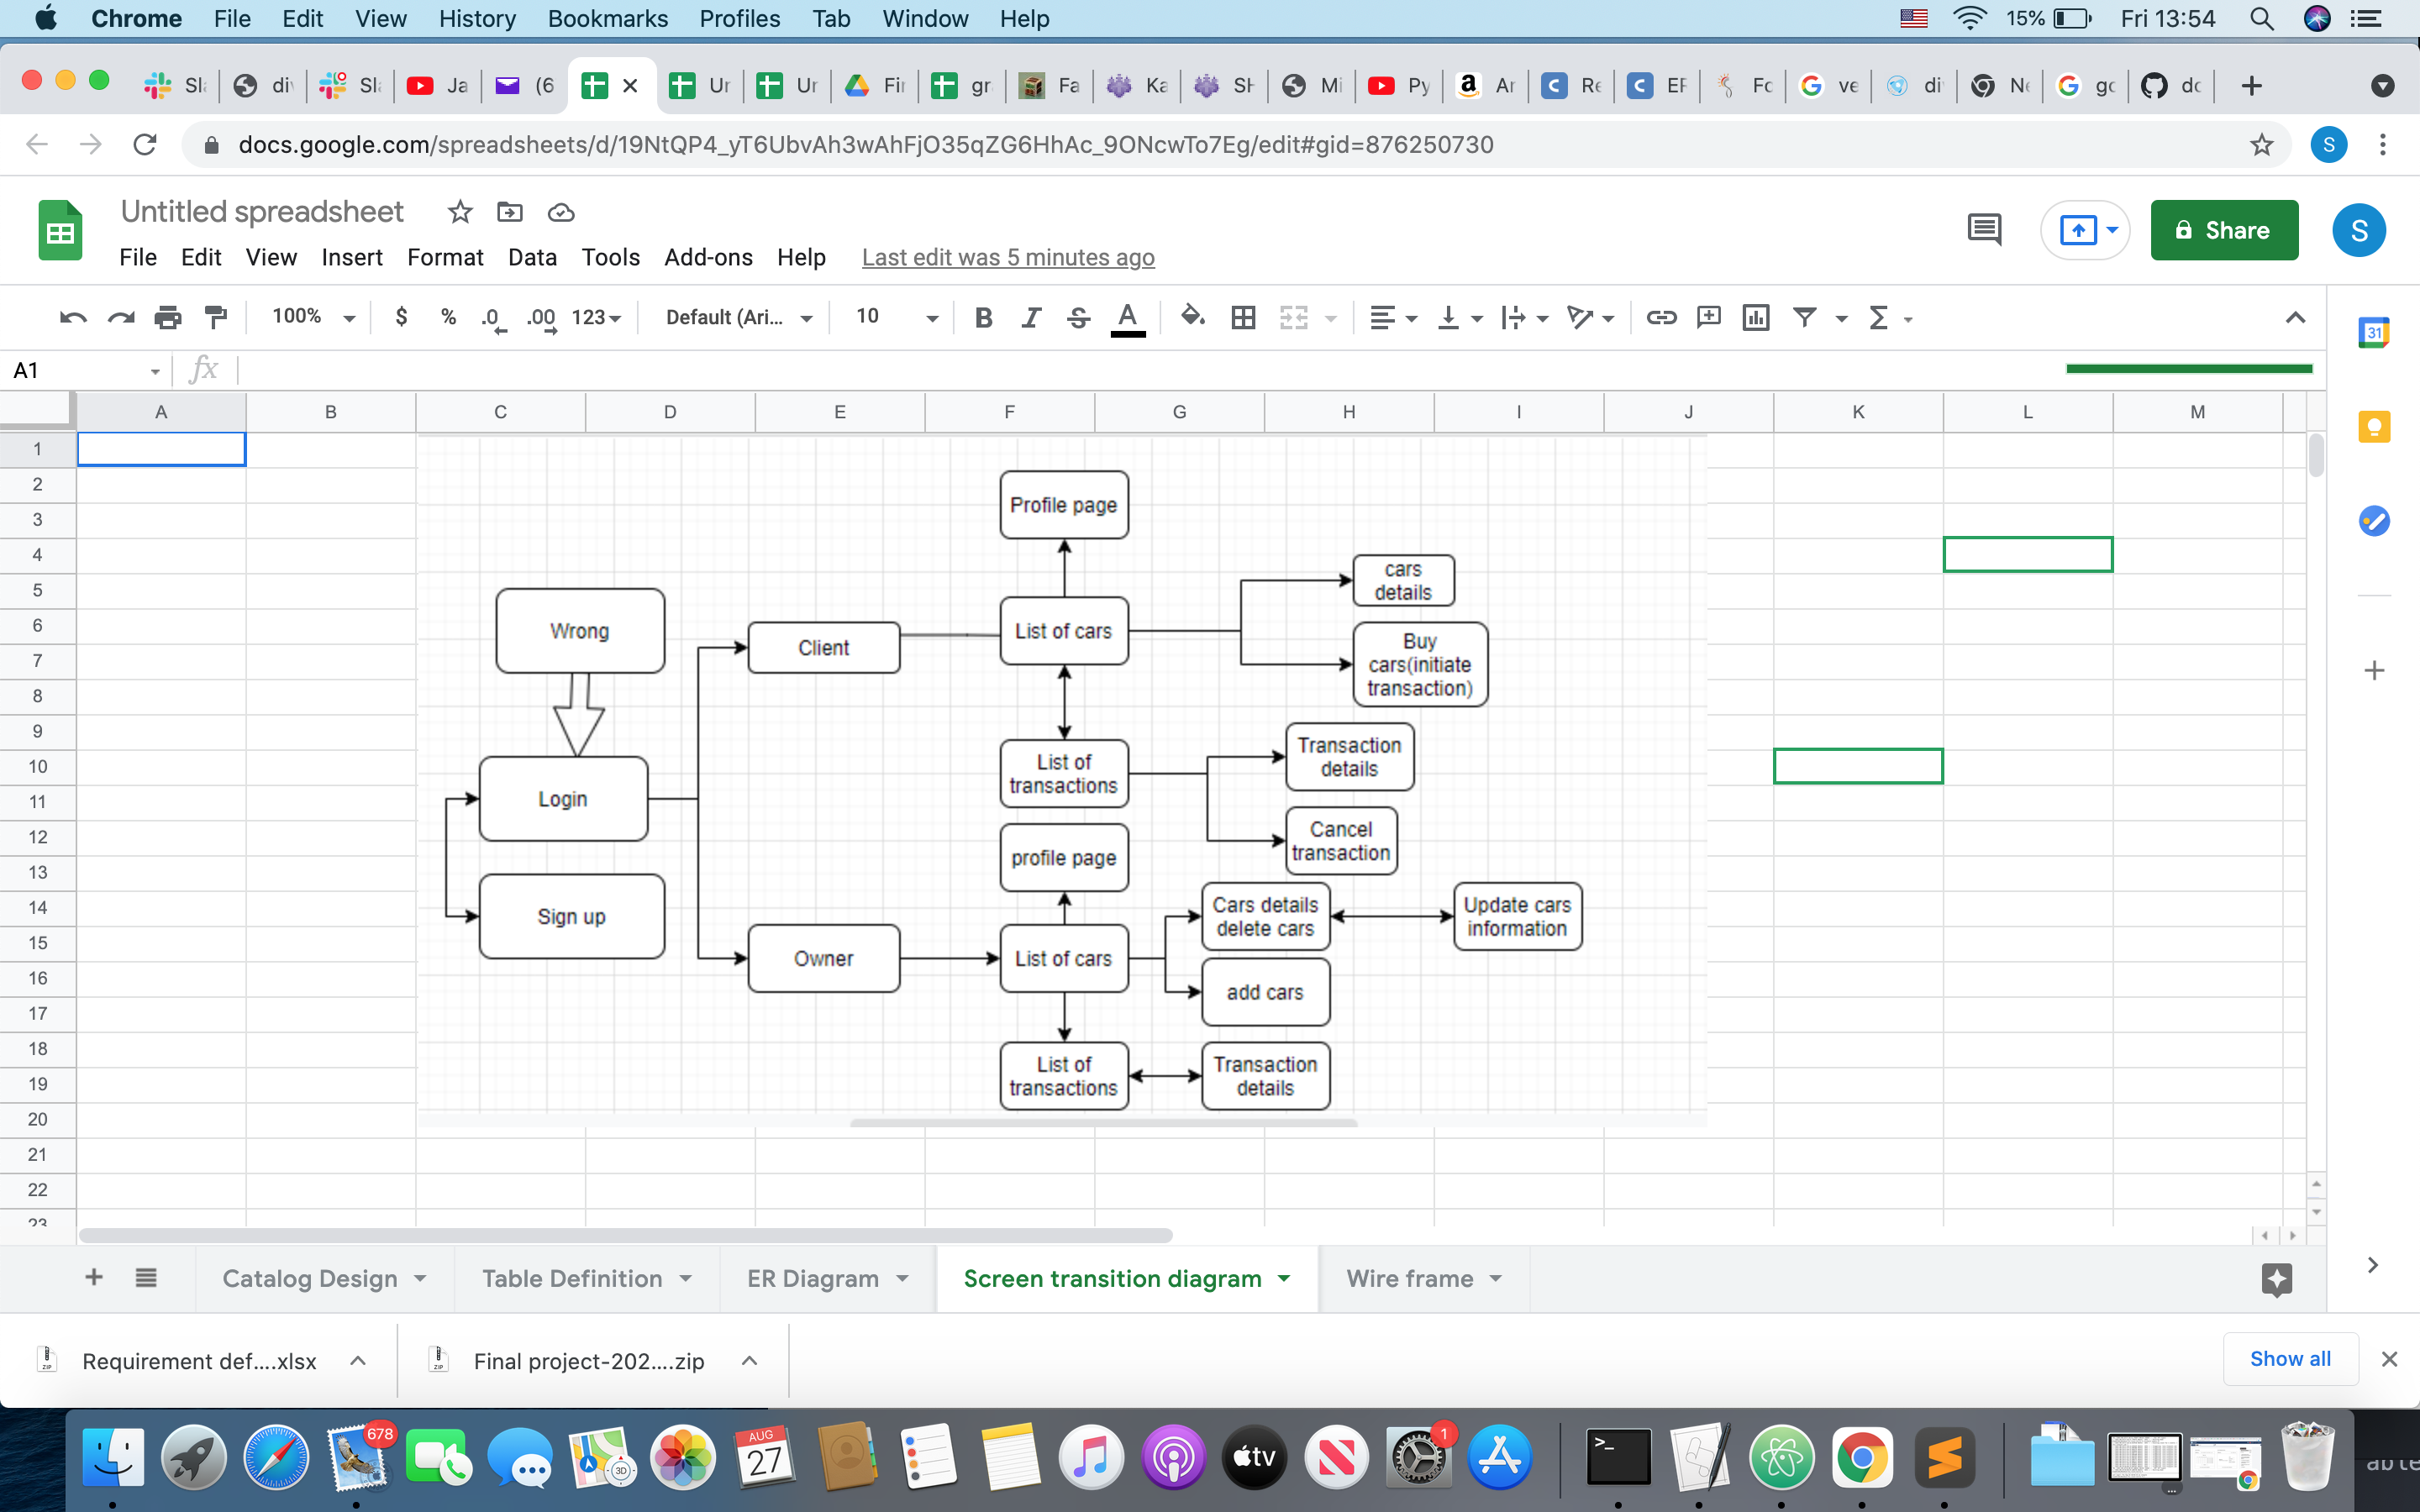 Chrome File Edit View History Bookmarks Profiles Tab Window Help 15% Fri 13:54
Sl di Sl Ja (6 Ur Ur Fir gr Fa Ka SH Mi Py Ar Re EF Fc ve di Ne gc dc
docs.google.com/spreadsheets/d/19NtQP4_yT6UbvAh3wAhFjO35qZG6HhAc_9ONcwTo7Eg/edit#gid=876250730 S
Untitled spreadsheet
Share S
File Edit View Insert Format Data Tools Add-ons Help Last edit was 5 minutes ago
100% $ % .0 .00 123 Default (Ari... 10 B I S A Σ
31
A1 fx
A B C D E F G H I J K L M
1
2
3
4
5
6
7
8
9
10
11
12
13
14
15
16
17
18
19
20
21
22
23
Profile page
cars
details
Wrong
Client
List of cars
Buy
cars(initiate
transaction)
Login
List of
transactions
Transaction
details
Cancel
transaction
profile page
Sign up
Cars details
delete cars
Update cars
information
Owner
List of cars
add cars
List of
transactions
Transaction
details
Catalog Design Table Definition ER Diagram Screen transition diagram Wire frame
Requirement def....xlsx Final project-202....zip Show all
678 AUG 27 3D tv 1